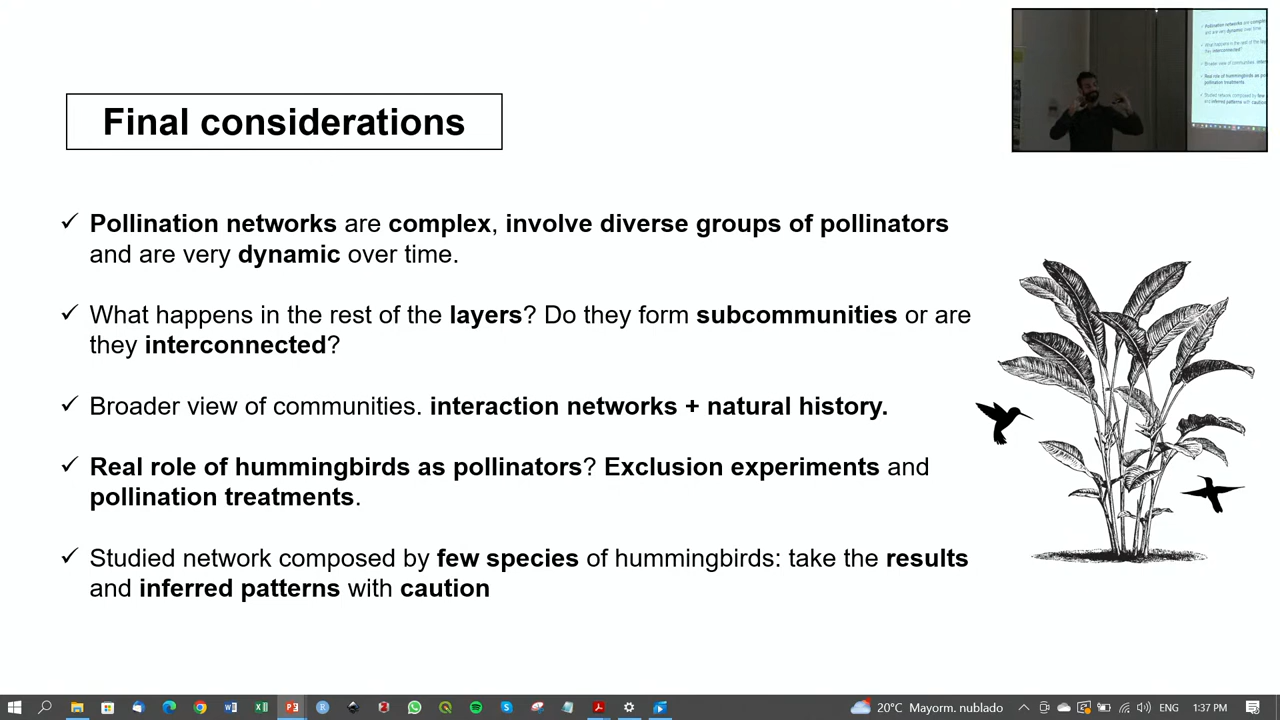 Final considerations
✓ Pollination networks are complex, involve diverse groups of pollinators
and are very dynamic over time.
✓ What happens in the rest of the layers? Do they form subcommunities or are
they interconnected?
✓ Broader view of communities. interaction networks + natural history.
✓ Real role of hummingbirds as pollinators? Exclusion experiments and
pollination treatments.
✓ Studied network composed by few species of hummingbirds: take the results
and inferred patterns with caution
20°C Mayorm. nublado
ENG
1:37 PM